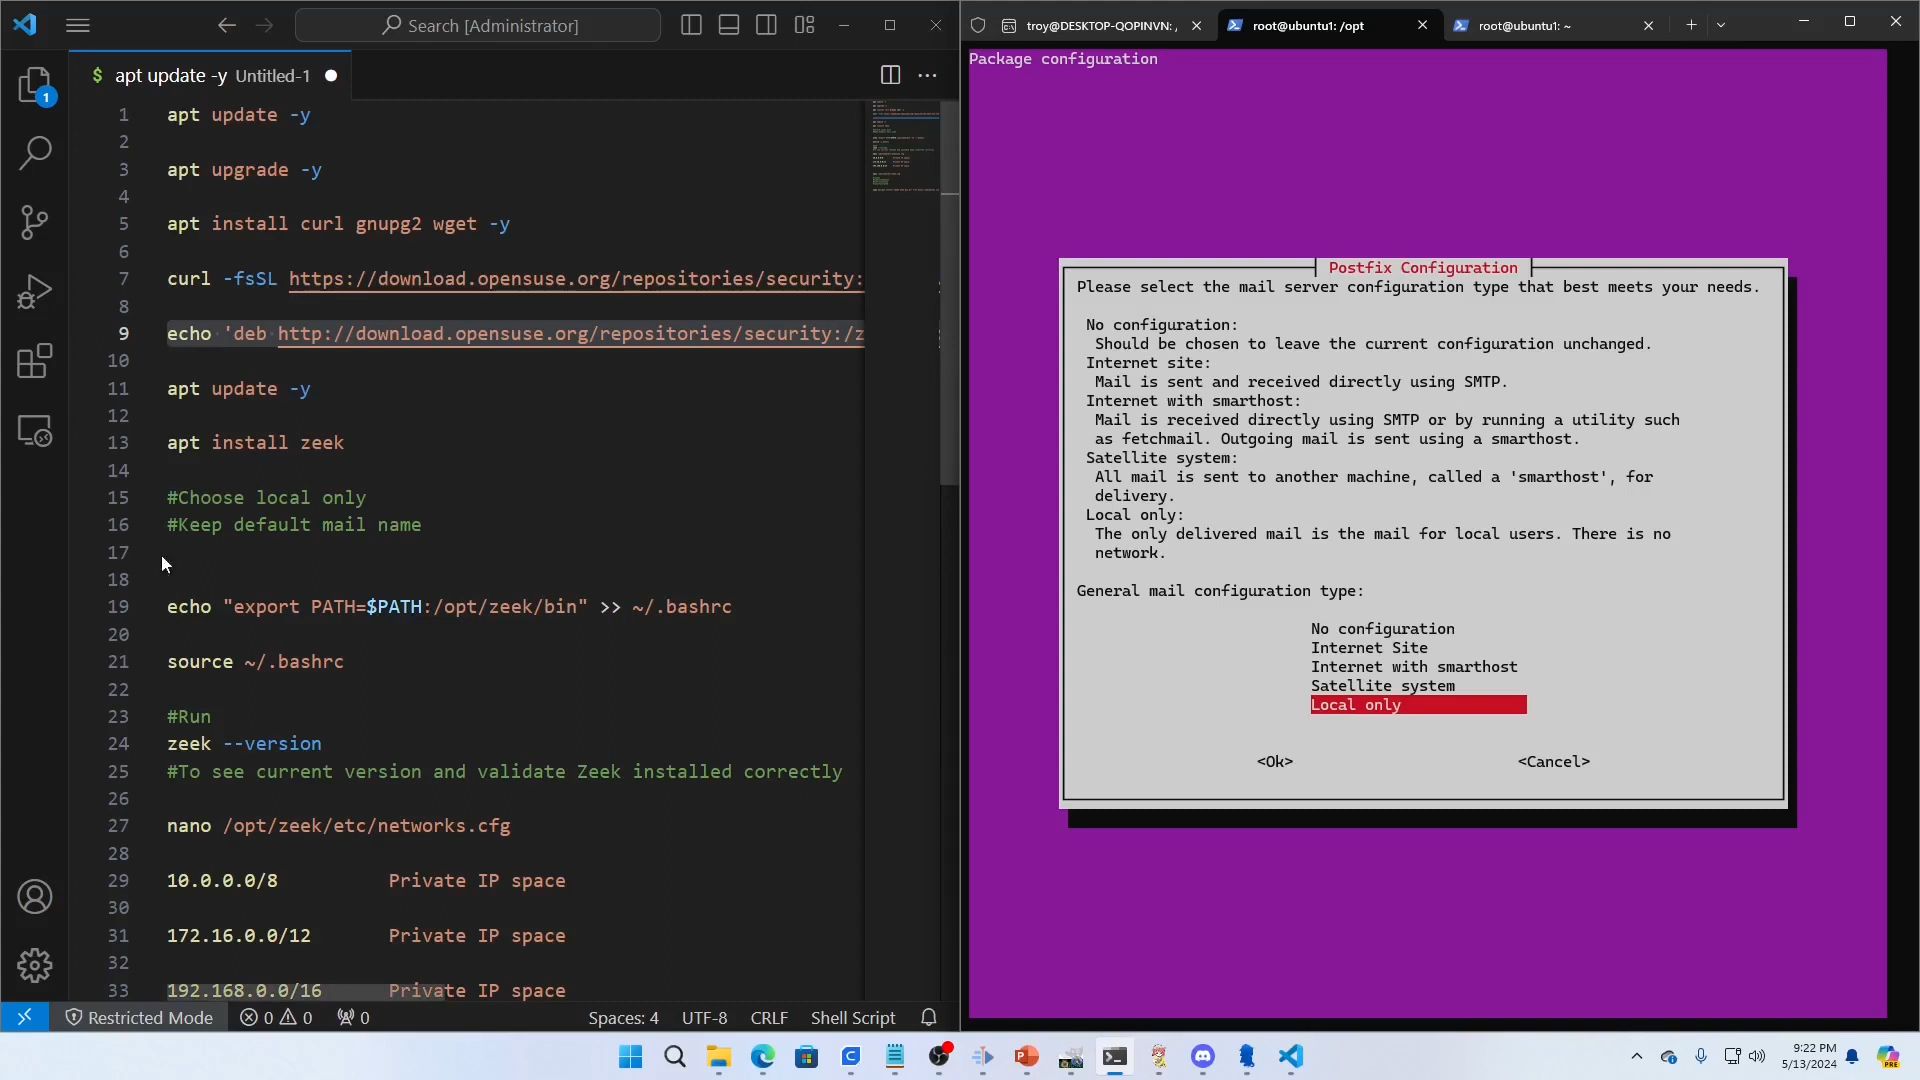 Search [Administrator]
$ apt update -y Untitled-1
1 apt update -y
2
3 apt upgrade -y
4
5 apt install curl gnupg2 wget -y
6
7 curl -fsSL https://download.opensuse.org/repositories/security:
8
9 echo 'deb http://download.opensuse.org/repositories/security:/z
10
11 apt update -y
12
13 apt install zeek
14
15 #Choose local only
16 #Keep default mail name
17
18
19 echo "export PATH=$PATH:/opt/zeek/bin" >> ~/.bashrc
20
21 source ~/.bashrc
22
23 #Run
24 zeek --version
25 #To see current version and validate Zeek installed correctly
26
27 nano /opt/zeek/etc/networks.cfg
28
29 10.0.0.0/8 Private IP space
30
31 172.16.0.0/12 Private IP space
32
33 192.168.0.0/16 Private IP space
1
Restricted Mode 0 0 0 Spaces: 4 UTF-8 CRLF Shell Script
troy@DESKTOP-QOPINVN: root@ubuntu1: /opt root@ubuntu1: ~
Package configuration
Postfix Configuration
Please select the mail server configuration type that best meets your needs.
No configuration:
Should be chosen to leave the current configuration unchanged.
Internet site:
Mail is sent and received directly using SMTP.
Internet with smarthost:
Mail is received directly using SMTP or by running a utility such
as fetchmail. Outgoing mail is sent using a smarthost.
Satellite system:
All mail is sent to another machine, called a 'smarthost', for
delivery.
Local only:
The only delivered mail is the mail for local users. There is no
network.
General mail configuration type:
No configuration
Internet Site
Internet with smarthost
Satellite system
Local only
<Ok> <Cancel>
9:22 PM
5/13/2024